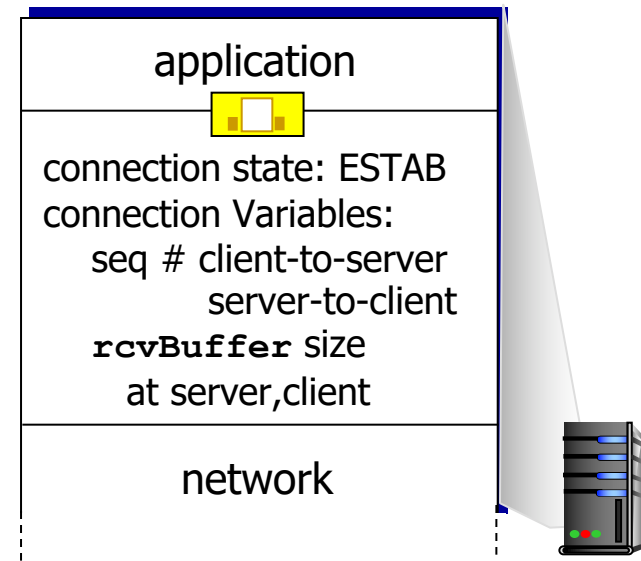 application
connection state: ESTAB
connection Variables:
seq # client-to-server
server-to-client
rcvBuffer size
at server,client
network